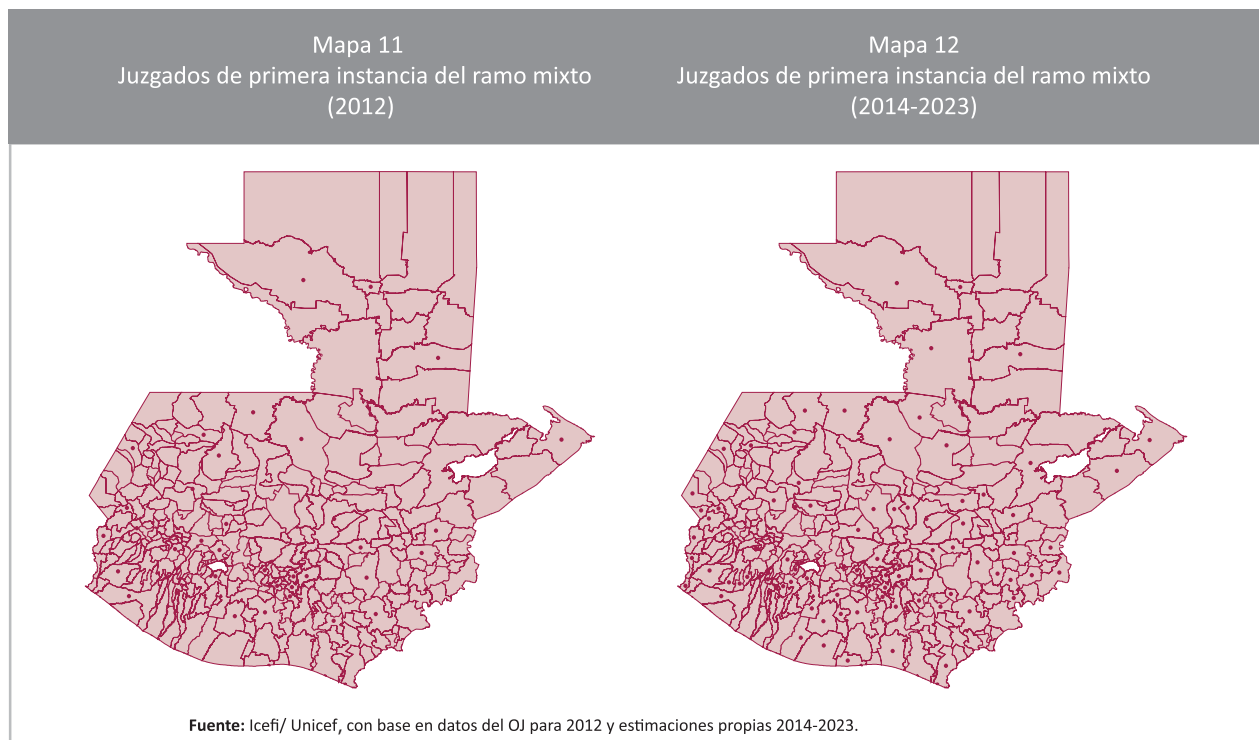 Mapa 11
Juzgados de primera instancia del ramo mixto
(2012)
Mapa 12
Juzgados de primera instancia del ramo mixto
(2014-2023)
Fuente: Icefi/ Unicef, con base en datos del OJ para 2012 y estimaciones propias 2014-2023.